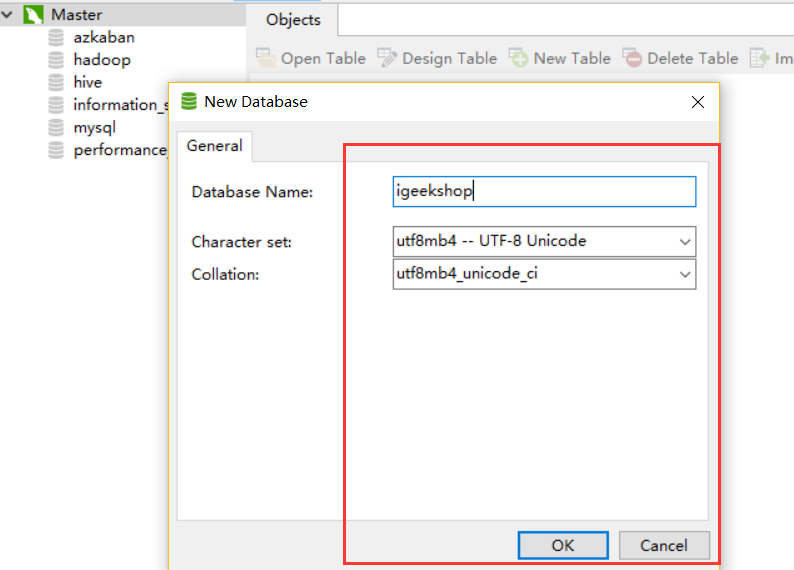 Master
azkaban
hadoop
hive
information_s
mysql
performance_
Objects
Open Table Design Table New Table Delete Table Im
New Database
General
Database Name: igeekshop
Character set: utf8mb4 -- UTF-8 Unicode
Collation: utf8mb4_unicode_ci
OK Cancel